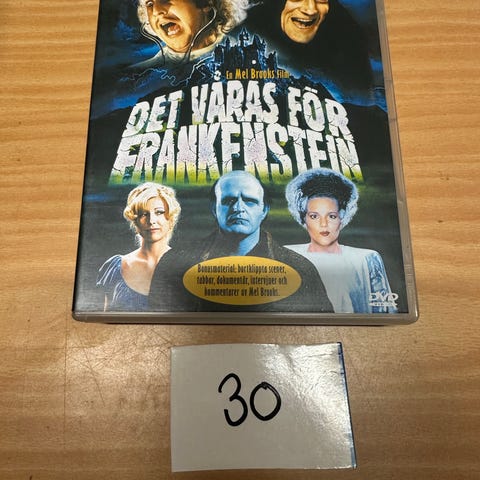 En Mel Brooks Film
DET VARAS FÖR
FRANKENSTEIN
Bonusmaterial: bortklippta scener,
tabbar, dokumentär, intervjuer och
kommentarer av Mel Brooks.
DVD
30